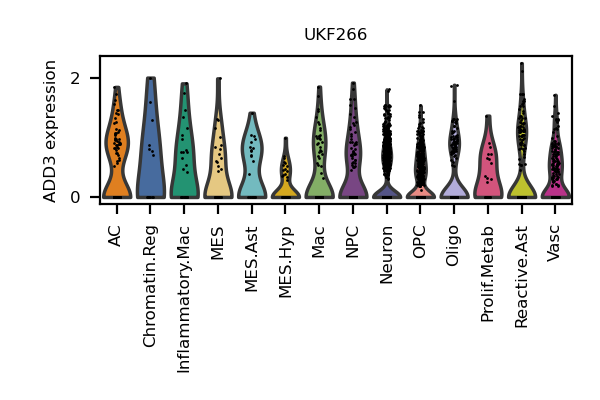 UKF266
ADD3 expression
2
0
AC
Chromatin.Reg
Inflammatory.Mac
MES
MES.Ast
MES.Hyp
Mac
NPC
Neuron
OPC
Oligo
Prolif.Metab
Reactive.Ast
Vasc